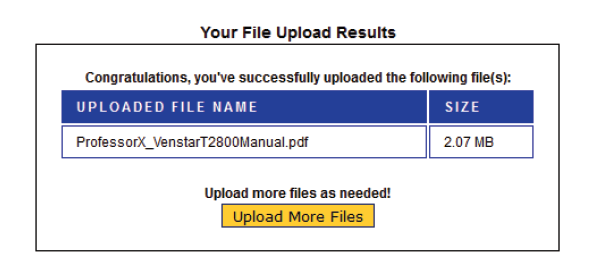 Your File Upload Results
Congratulations, you've successfully uploaded the following file(s):
UPLOADED FILE NAME SIZE
ProfessorX_VenstarT2800Manual.pdf 2.07 MB
Upload more files as needed!
Upload More Files